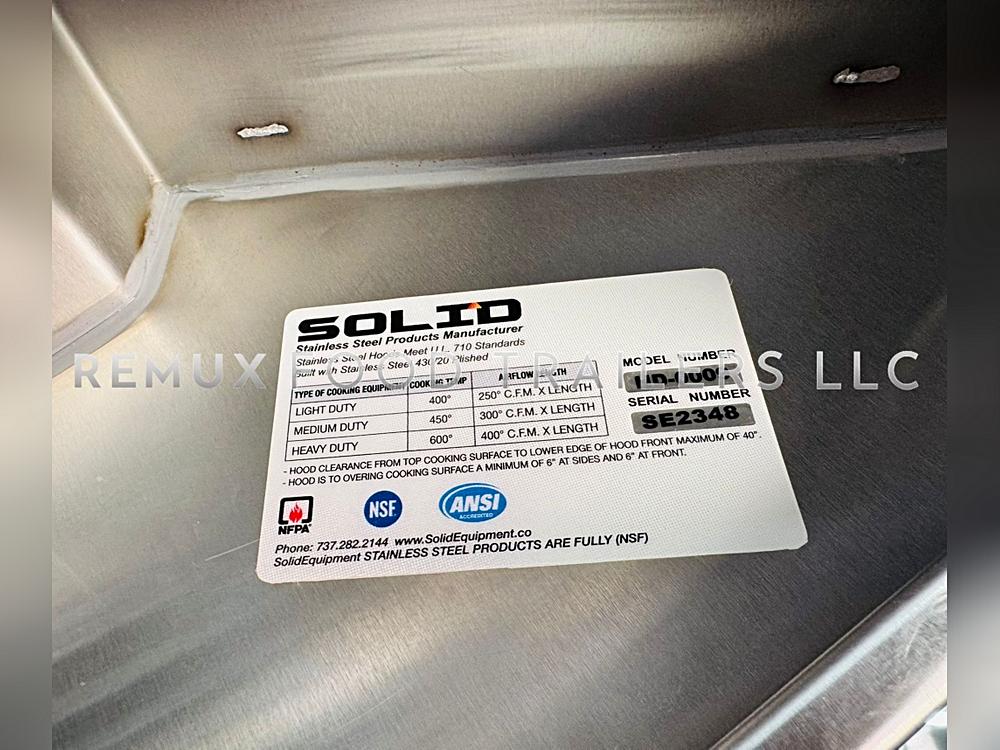 SOLID
Stainless Steel Products Manufacturer
Stainless Steel Hoods Meet U.L. 710 Standards
Built with Stainless Steel 430/20 Plished
REMUX FOOD TRAILERS LLC
TYPE OF COOKING EQUIPMENT COOKING TEMP AIRFLOW LENGTH
LIGHT DUTY 400° 250° C.F.M. X LENGTH
MEDIUM DUTY 450° 300° C.F.M. X LENGTH
HEAVY DUTY 600° 400° C.F.M. X LENGTH
MODEL NUMBER
SERIAL NUMBER
SE2348
- HOOD CLEARANCE FROM TOP COOKING SURFACE TO LOWER EDGE OF HOOD FRONT MAXIMUM OF 40".
- HOOD IS TO OVERING COOKING SURFACE A MINIMUM OF 6" AT SIDES AND 6" AT FRONT.
NFPA
NSF
ANSI
ACCREDITED
Phone: 737.282.2144 www.SolidEquipment.co
SolidEquipment STAINLESS STEEL PRODUCTS ARE FULLY (NSF)